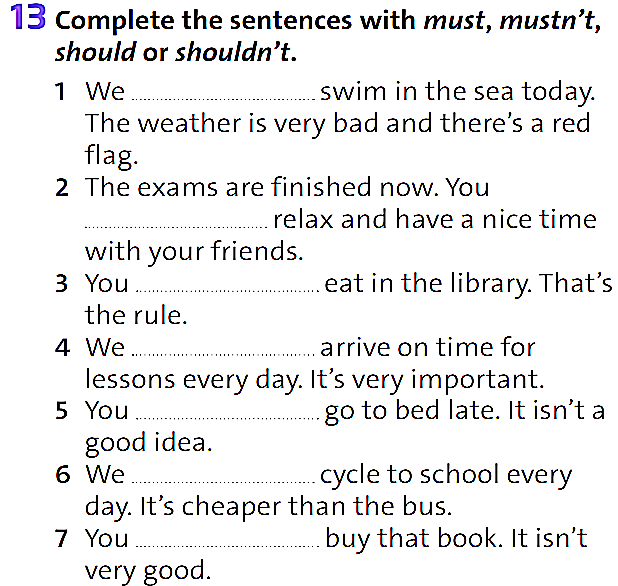 13 Complete the sentences with must, mustn't,
should or shouldn't.
1 We ........................................ swim in the sea today.
The weather is very bad and there's a red
flag.
2 The exams are finished now. You
........................................ relax and have a nice time
with your friends.
3 You ........................................ eat in the library. That's
the rule.
4 We ........................................ arrive on time for
lessons every day. It's very important.
5 You ........................................ go to bed late. It isn't a
good idea.
6 We ........................................ cycle to school every
day. It's cheaper than the bus.
7 You ........................................ buy that book. It isn't
very good.